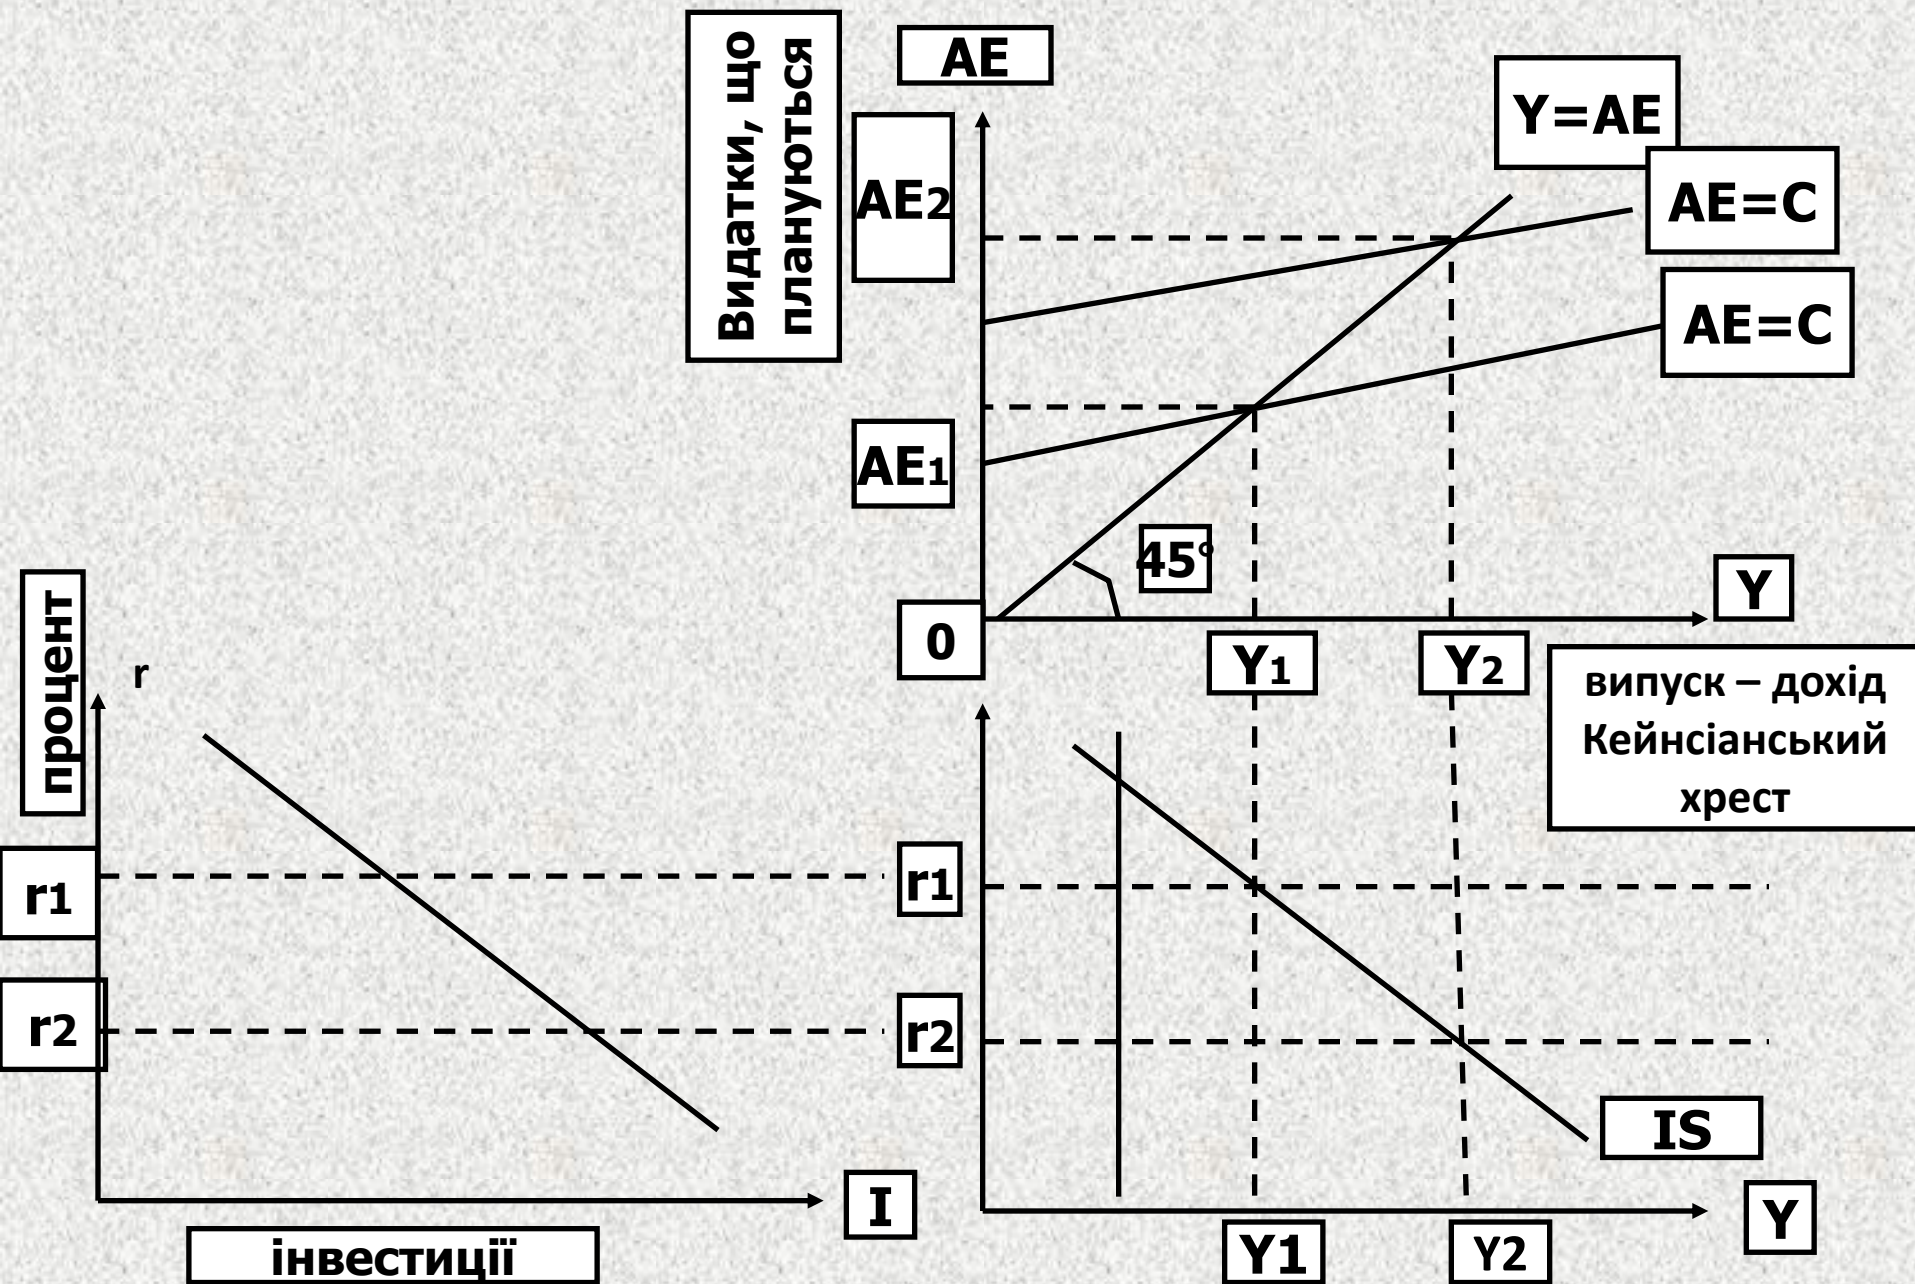 Видатки, що
плануються
AE
Y=AE
AE2
AE=C
AE=C
AE1
45°
Y
0
Y1
Y2
випуск – дохід
Кейнсіанський
хрест
процент
r
r1
r1
r2
r2
IS
I
Y
інвестиції
Y1
Y2